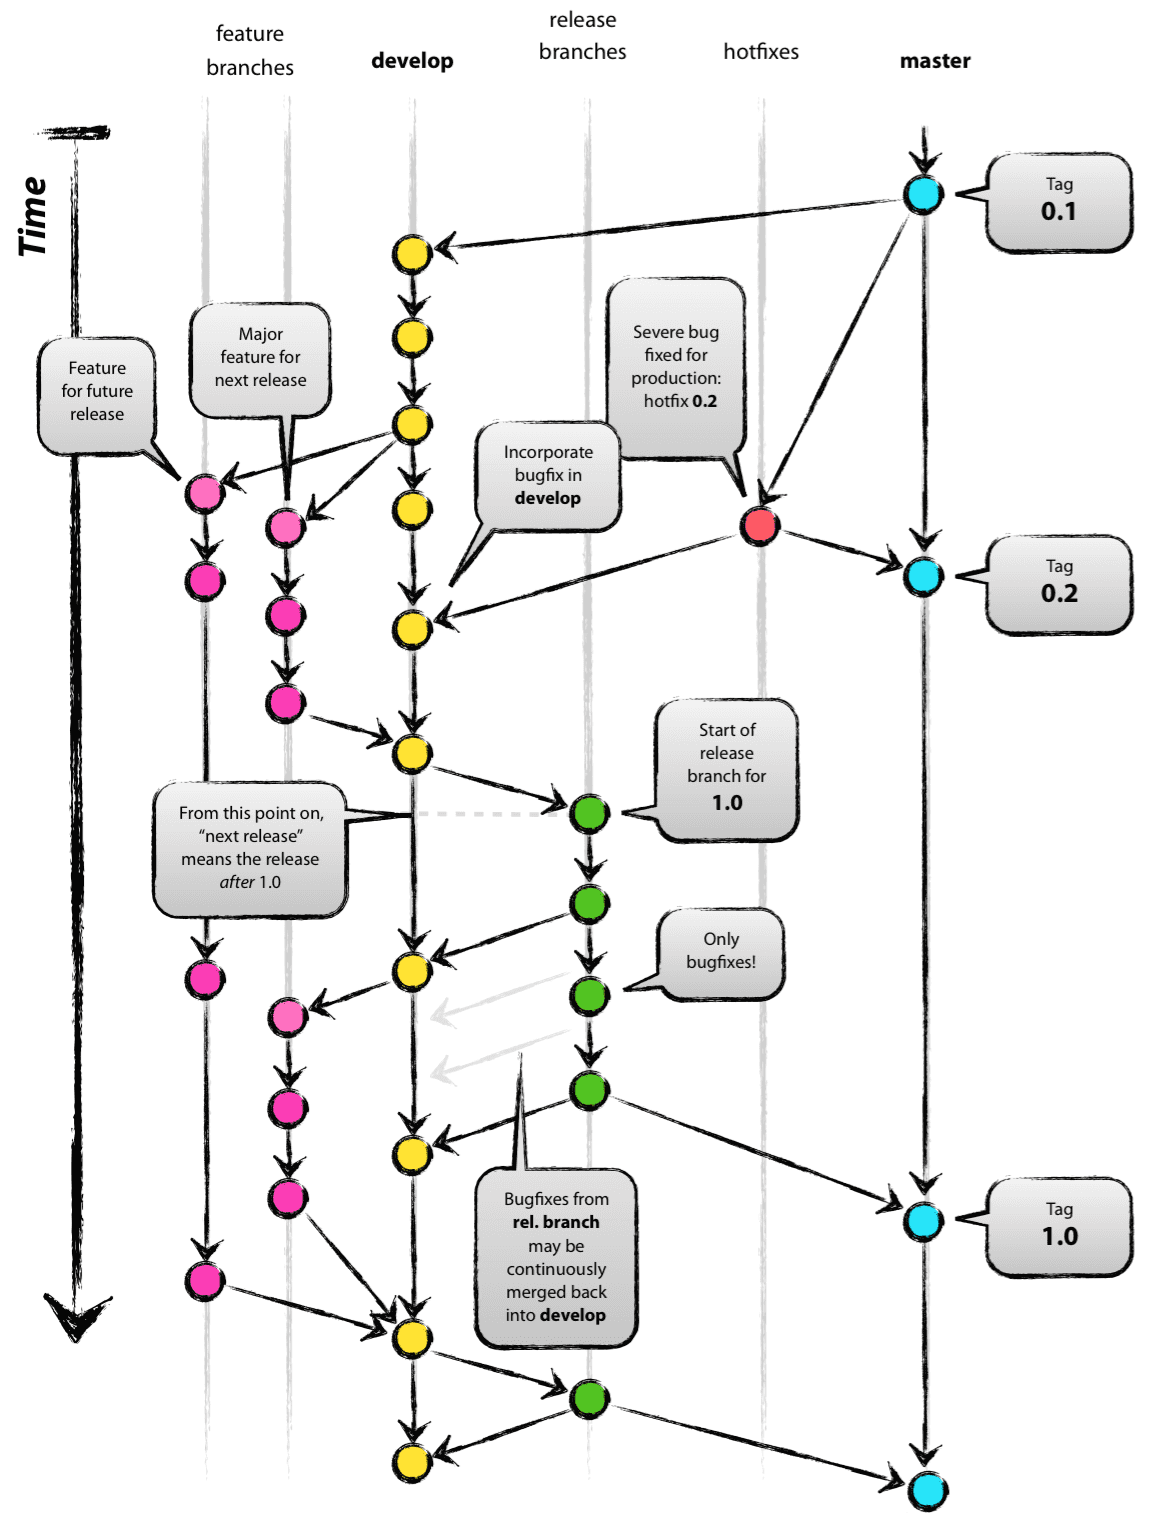 feature
branches
develop
release
branches
hotfixes
master
Time
Tag
0.1
Major
feature for
next release
Feature
for future
release
Severe bug
fixed for
production:
hotfix 0.2
Incorporate
bugfix in
develop
Tag
0.2
Start of
release
branch for
1.0
From this point on,
“next release”
means the release
after 1.0
Only
bugfixes!
Bugfixes from
rel. branch
may be
continuously
merged back
into develop
Tag
1.0